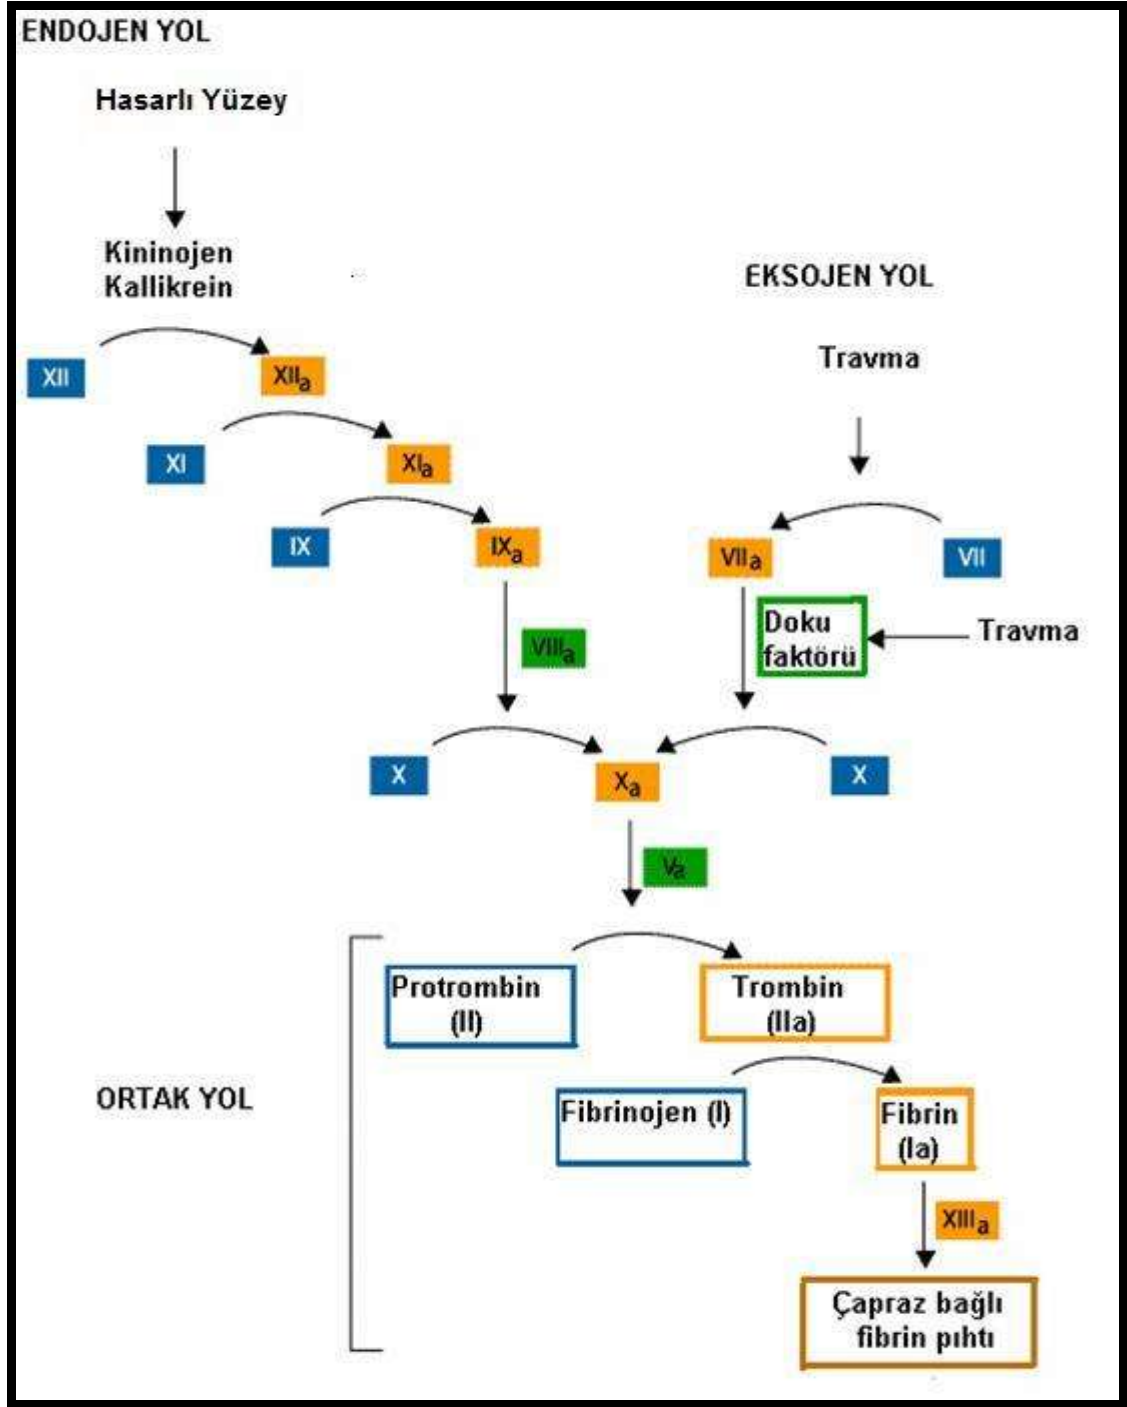 ENDOJEN YOL
Hasarlı Yüzey
Kininojen
Kallikrein
EKSOJEN YOL
Travma
XII
XIIa
XI
XIa
IX
IXa
VIIa
VII
VIIIa
Doku
faktörü
Travma
X
Xa
X
Va
Protrombin
(II)
Trombin
(IIa)
ORTAK YOL
Fibrinojen (I)
Fibrin
(Ia)
XIIIa
Çapraz bağlı
fibrin pıhtı